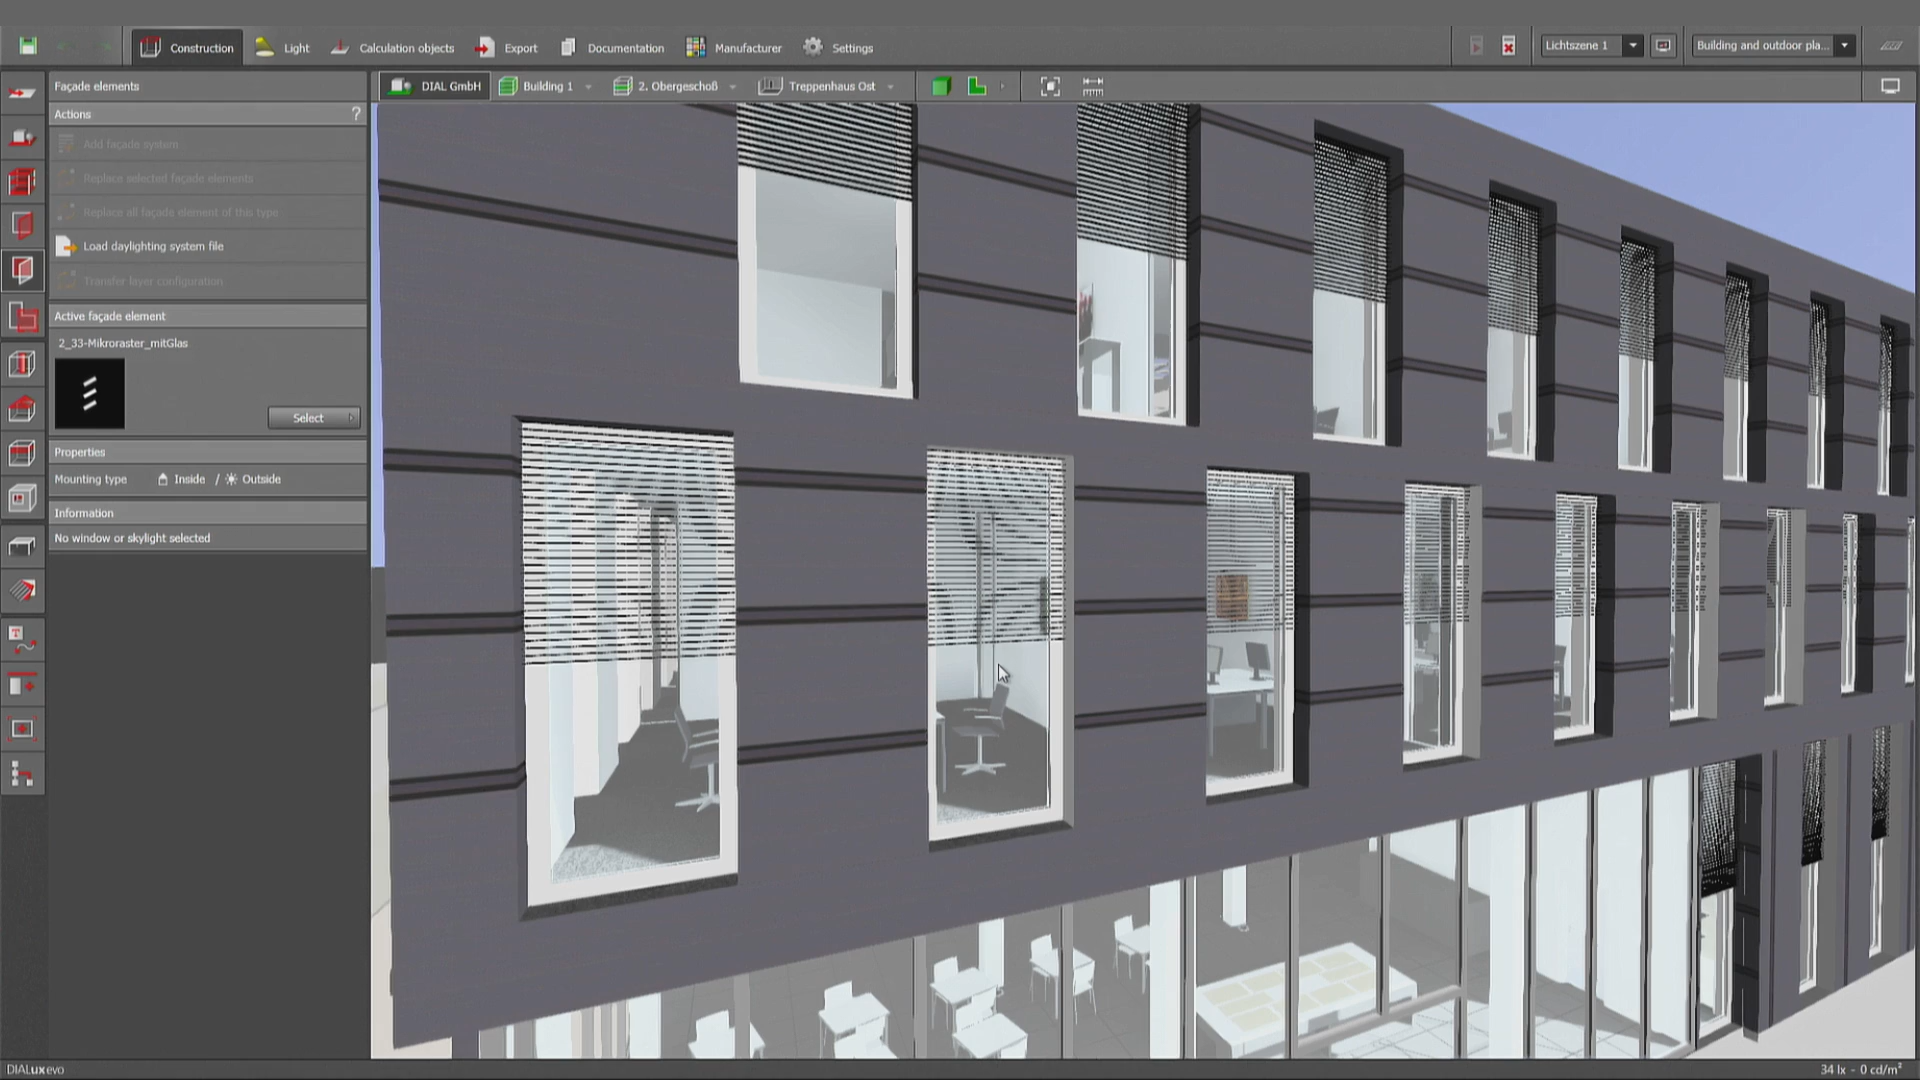 Construction
Light
Calculation objects
Export
Documentation
Manufacturer
Settings
Lichtszene 1
Building and outdoor pla...
Façade elements
DIAL GmbH
Building 1
2. Obergeschoß
Treppenhaus Ost
Actions
?
Add façade system
Replace selected façade elements
Replace all façade element of this type
Load daylighting system file
Transfer layer configuration
Active façade element
2_33-Mikroraster_mitGlas
Select
Properties
Mounting type Inside / Outside
Information
No window or skylight selected
DIALux evo
34 lx - 0 cd/m²